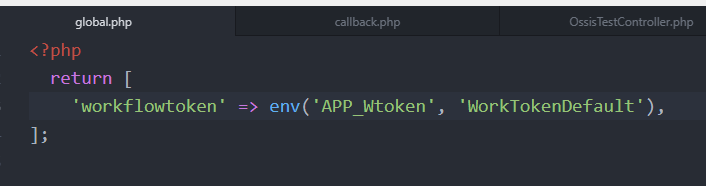 global.php callback.php OssisTestController.php
<?php
return [
'workflowtoken' => env('APP_Wtoken', 'WorkTokenDefault'),
];